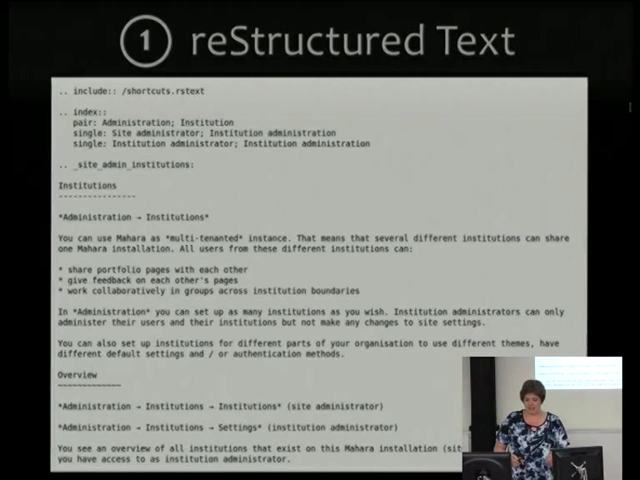 1 reStructured Text
.. include:: /shortcuts.rstext
.. index::
pair: Administration; Institution
single: Site administrator; Institution administration
single: Institution administrator; Institution administration
.. _site_admin_institutions:
Institutions
----------------
*Administration → Institutions*
You can use Mahara as *multi-tenanted* instance. That means that several different institutions can share
one Mahara installation. All users from these different institutions can:
* share portfolio pages with each other
* give feedback on each other's pages
* work collaboratively in groups across institution boundaries
In *Administration* you can set up as many institutions as you wish. Institution administrators can only
administer their users and their institutions but not make any changes to site settings.
You can also set up institutions for different parts of your organisation to use different themes, have
different default settings and / or authentication methods.
Overview
~~~~~~~~~~~~~
*Administration → Institutions → Institutions* (site administrator)
*Administration → Institutions → Settings* (institution administrator)
You see an overview of all institutions that exist on this Mahara installation (sit
you have access to as institution administrator.